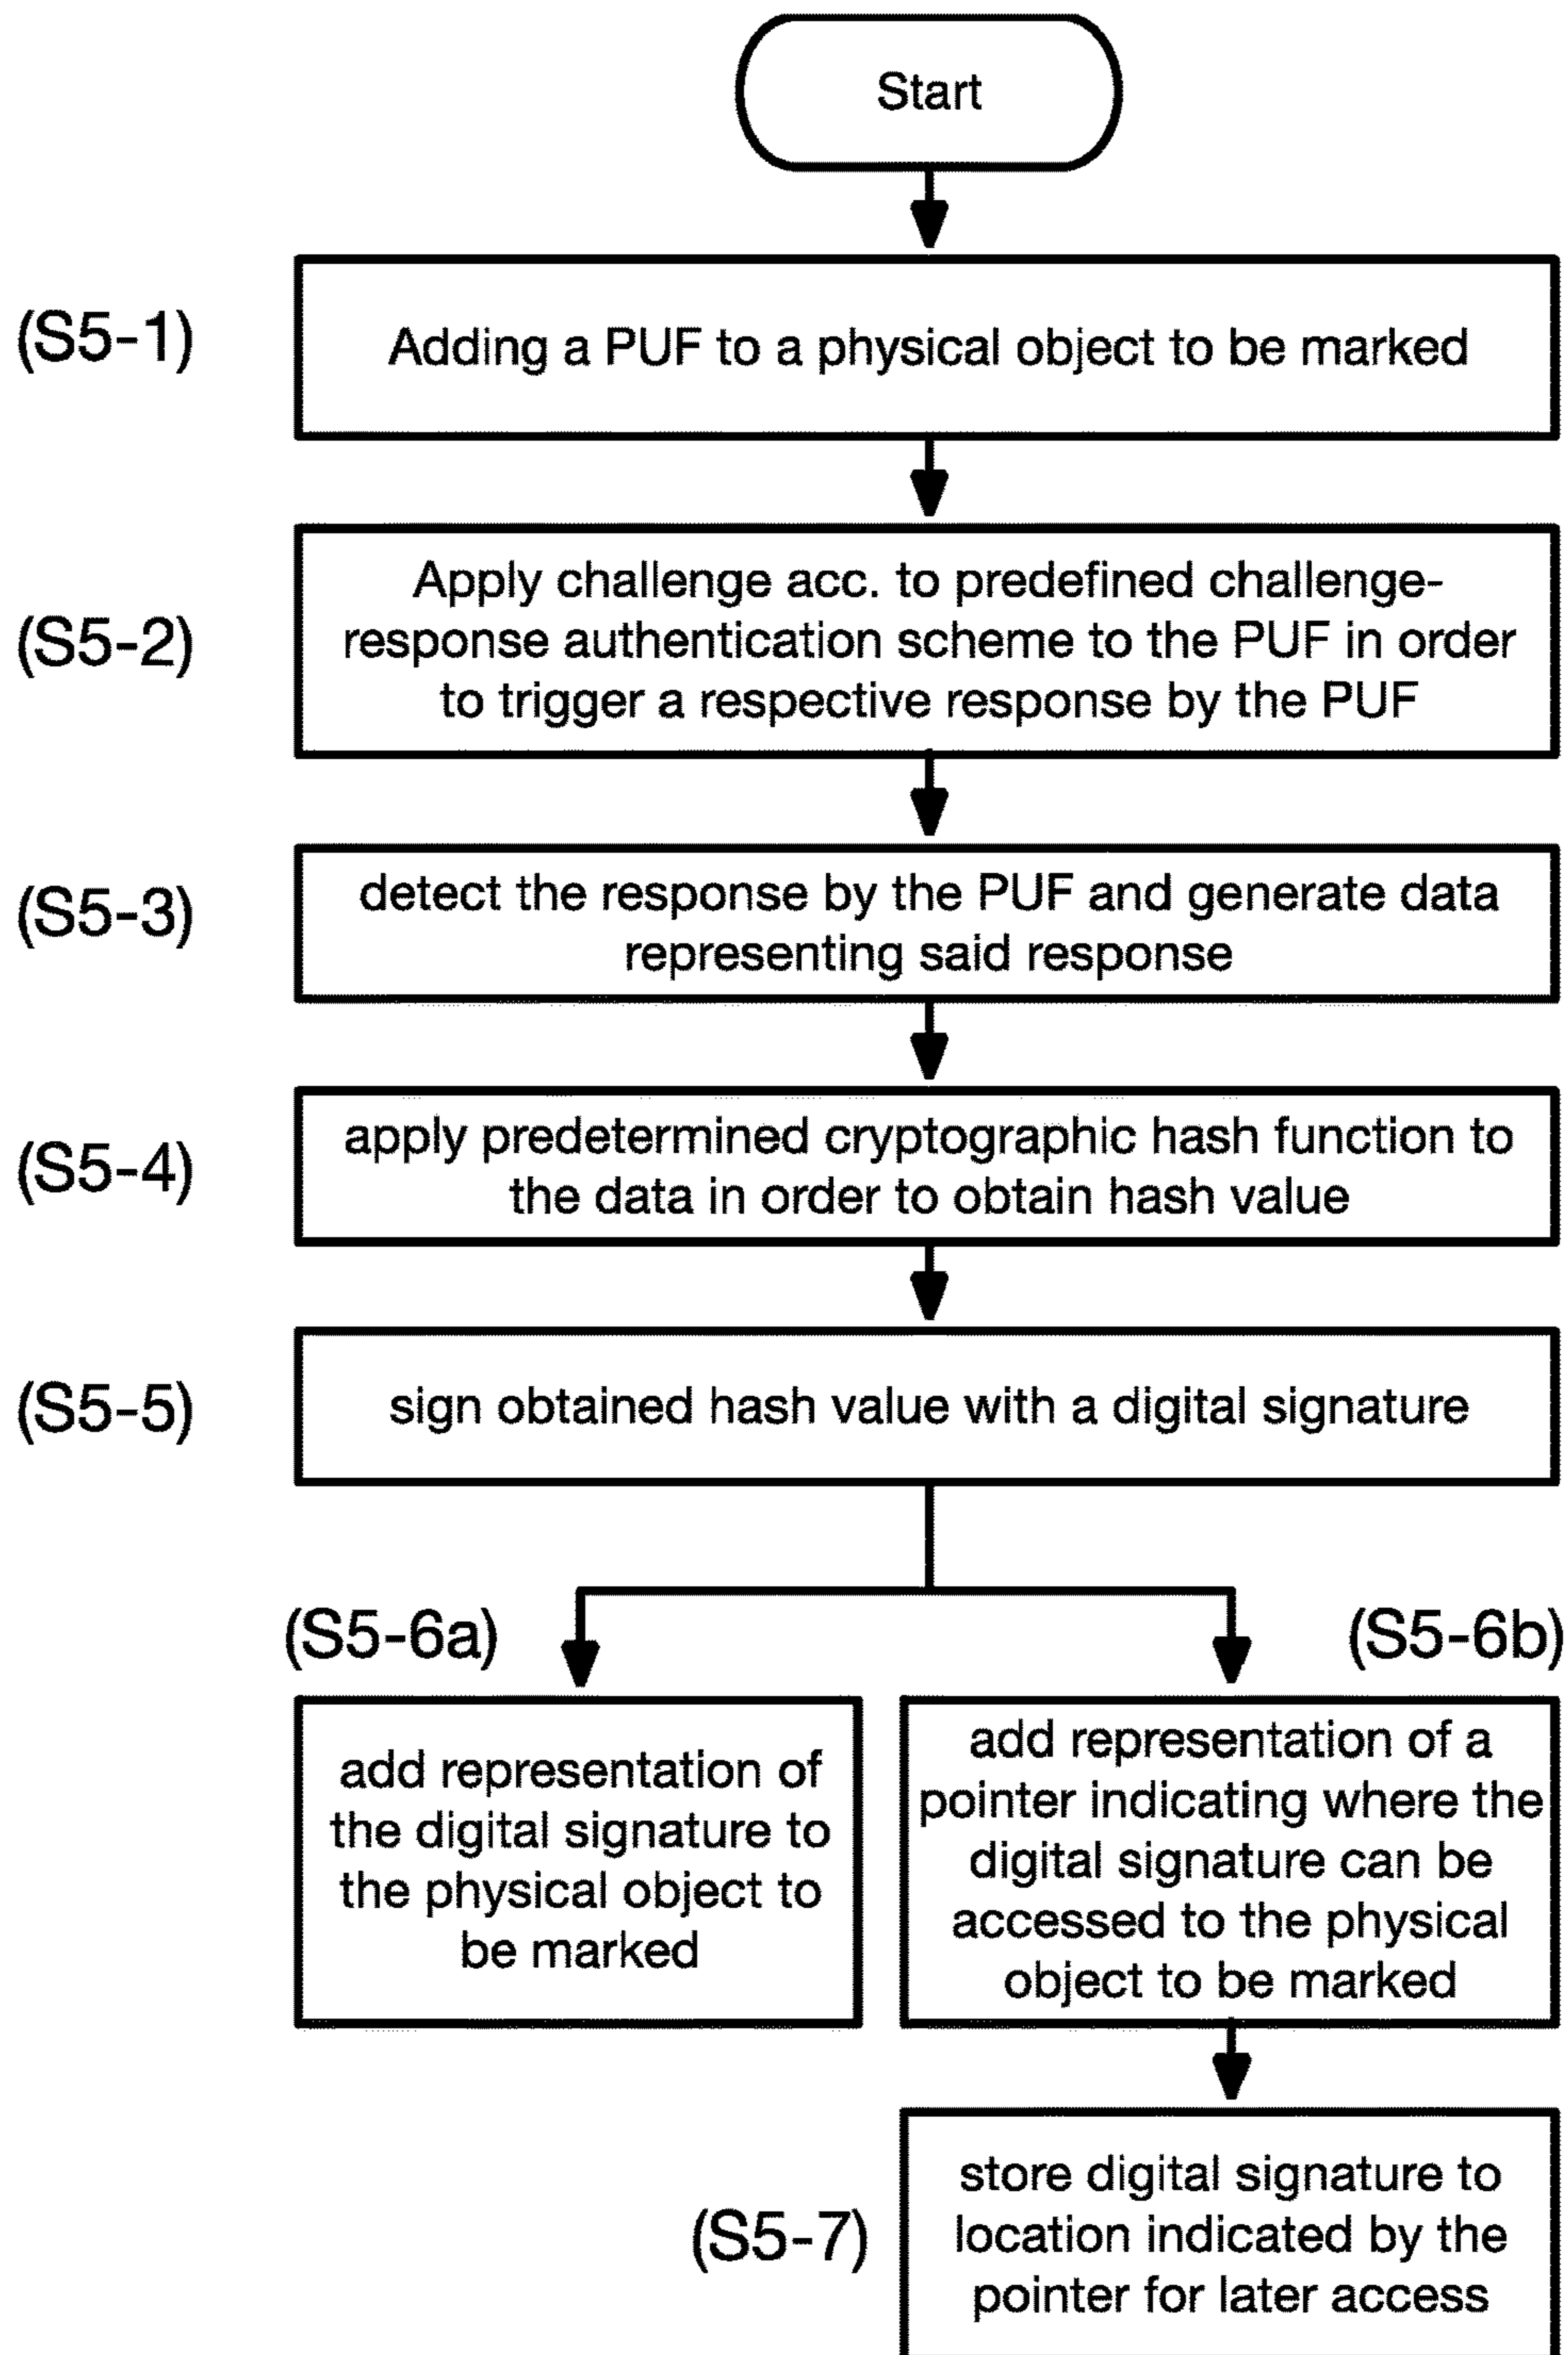 Start
(S5-1)
Adding a PUF to a physical object to be marked
(S5-2)
Apply challenge acc. to predefined challenge-
response authentication scheme to the PUF in order
to trigger a respective response by the PUF
(S5-3)
detect the response by the PUF and generate data
representing said response
(S5-4)
apply predetermined cryptographic hash function to
the data in order to obtain hash value
(S5-5)
sign obtained hash value with a digital signature
(S5-6a)
add representation of
the digital signature to
the physical object to
be marked
(S5-6b)
add representation of a
pointer indicating where the
digital signature can be
accessed to the physical
object to be marked
(S5-7)
store digital signature to
location indicated by the
pointer for later access